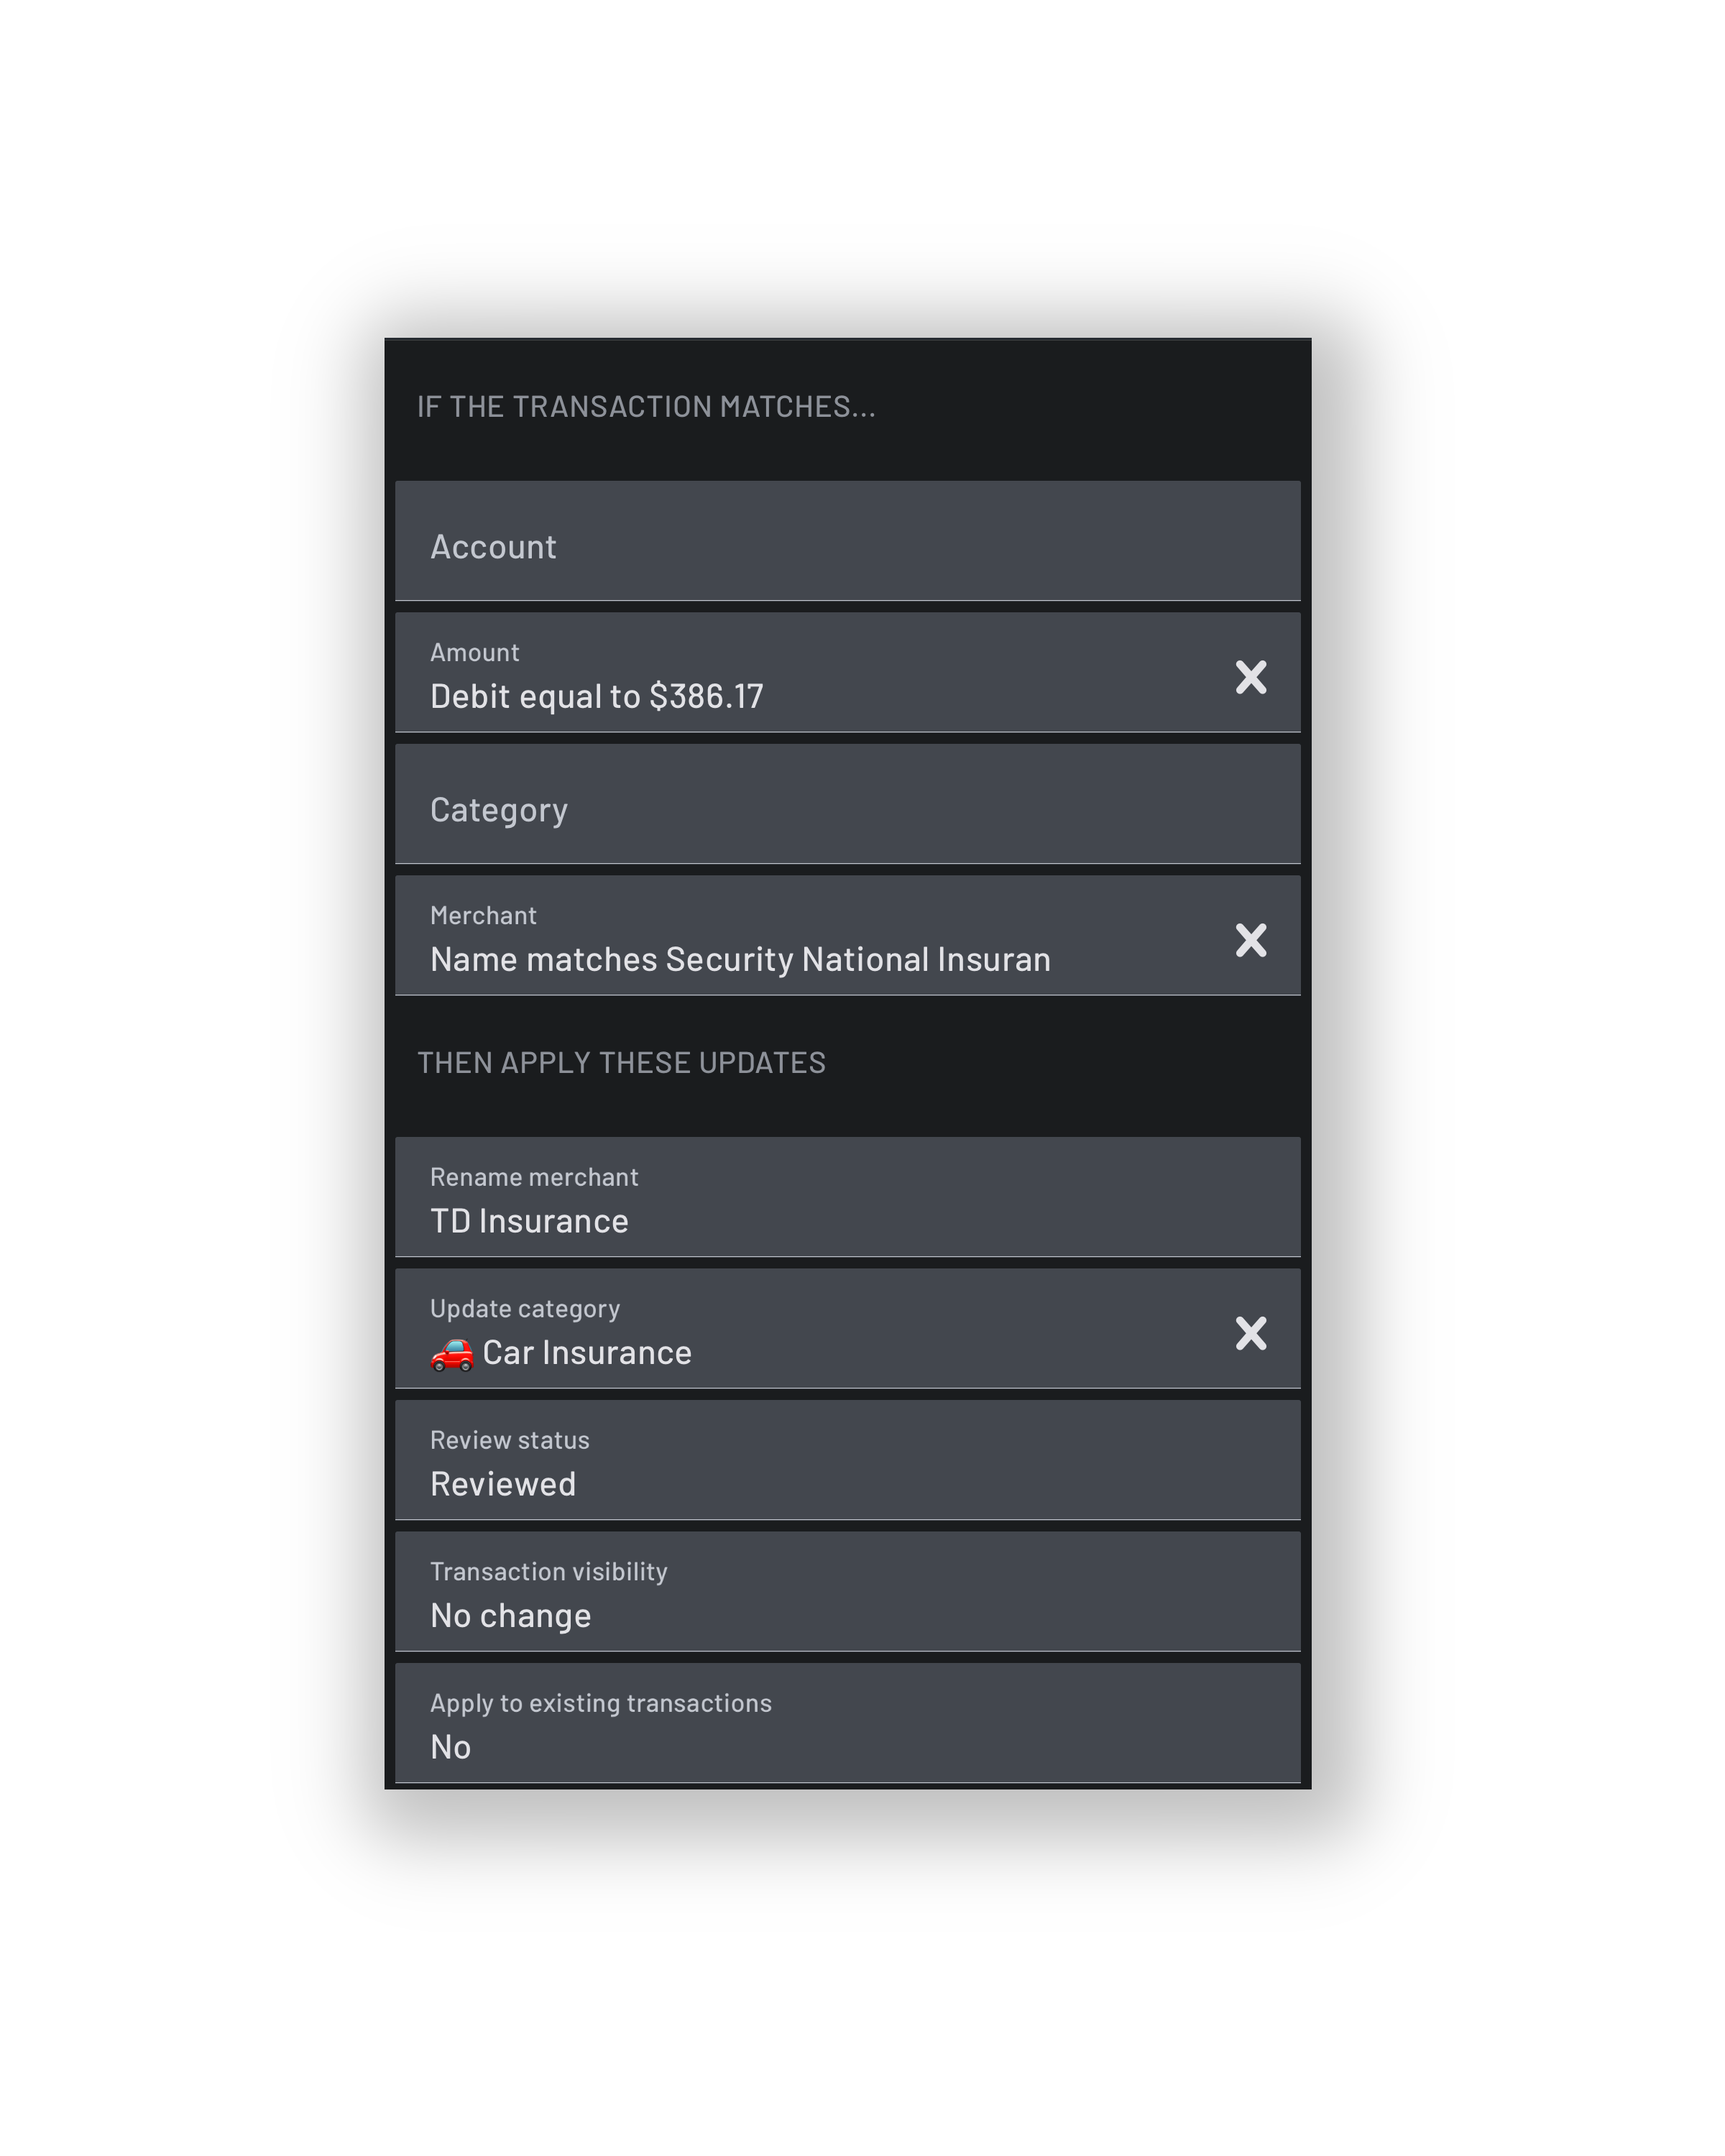 IF THE TRANSACTION MATCHES...
Account
Amount
Debit equal to $386.17
Category
Merchant
Name matches Security National Insuran
THEN APPLY THESE UPDATES
Rename merchant
TD Insurance
Update category
🚗 Car Insurance
Review status
Reviewed
Transaction visibility
No change
Apply to existing transactions
No